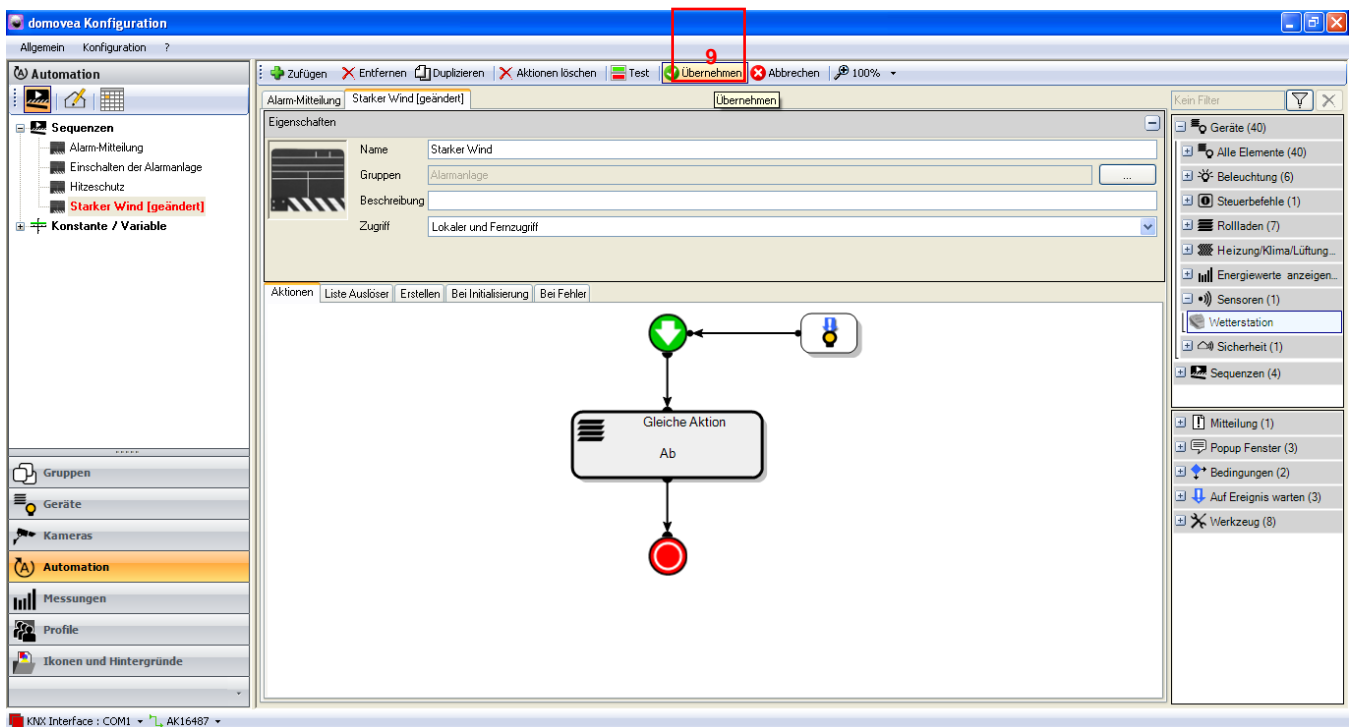 domovea Konfiguration
Allgemein Konfiguration ?
9
Automation
Zufügen Entfernen Duplizieren Aktionen löschen Test Übernehmen Abbrechen 100%
Übernehmen
Sequenzen
Alarm-Mitteilung
Einschalten der Alarmanlage
Hitzeschutz
Starker Wind [geändert]
Konstante / Variable
Gruppen
Geräte
Kameras
Automation
Messungen
Profile
Ikonen und Hintergründe
Alarm-Mitteilung Starker Wind [geändert]
Eigenschaften
Name Starker Wind
Gruppen Alarmanlage ...
Beschreibung
Zugriff Lokaler und Fernzugriff
Aktionen Liste Auslöser Erstellen Bei Initialisierung Bei Fehler
Gleiche Aktion
Ab
Kein Filter
Geräte (40)
Alle Elemente (40)
Beleuchtung (6)
Steuerbefehle (1)
Rollladen (7)
Heizung/Klima/Lüftung...
Energiewerte anzeigen...
Sensoren (1)
Wetterstation
Sicherheit (1)
Sequenzen (4)
Mitteilung (1)
Popup Fenster (3)
Bedingungen (2)
Auf Ereignis warten (3)
Werkzeug (8)
KNX Interface : COM1 AK16487